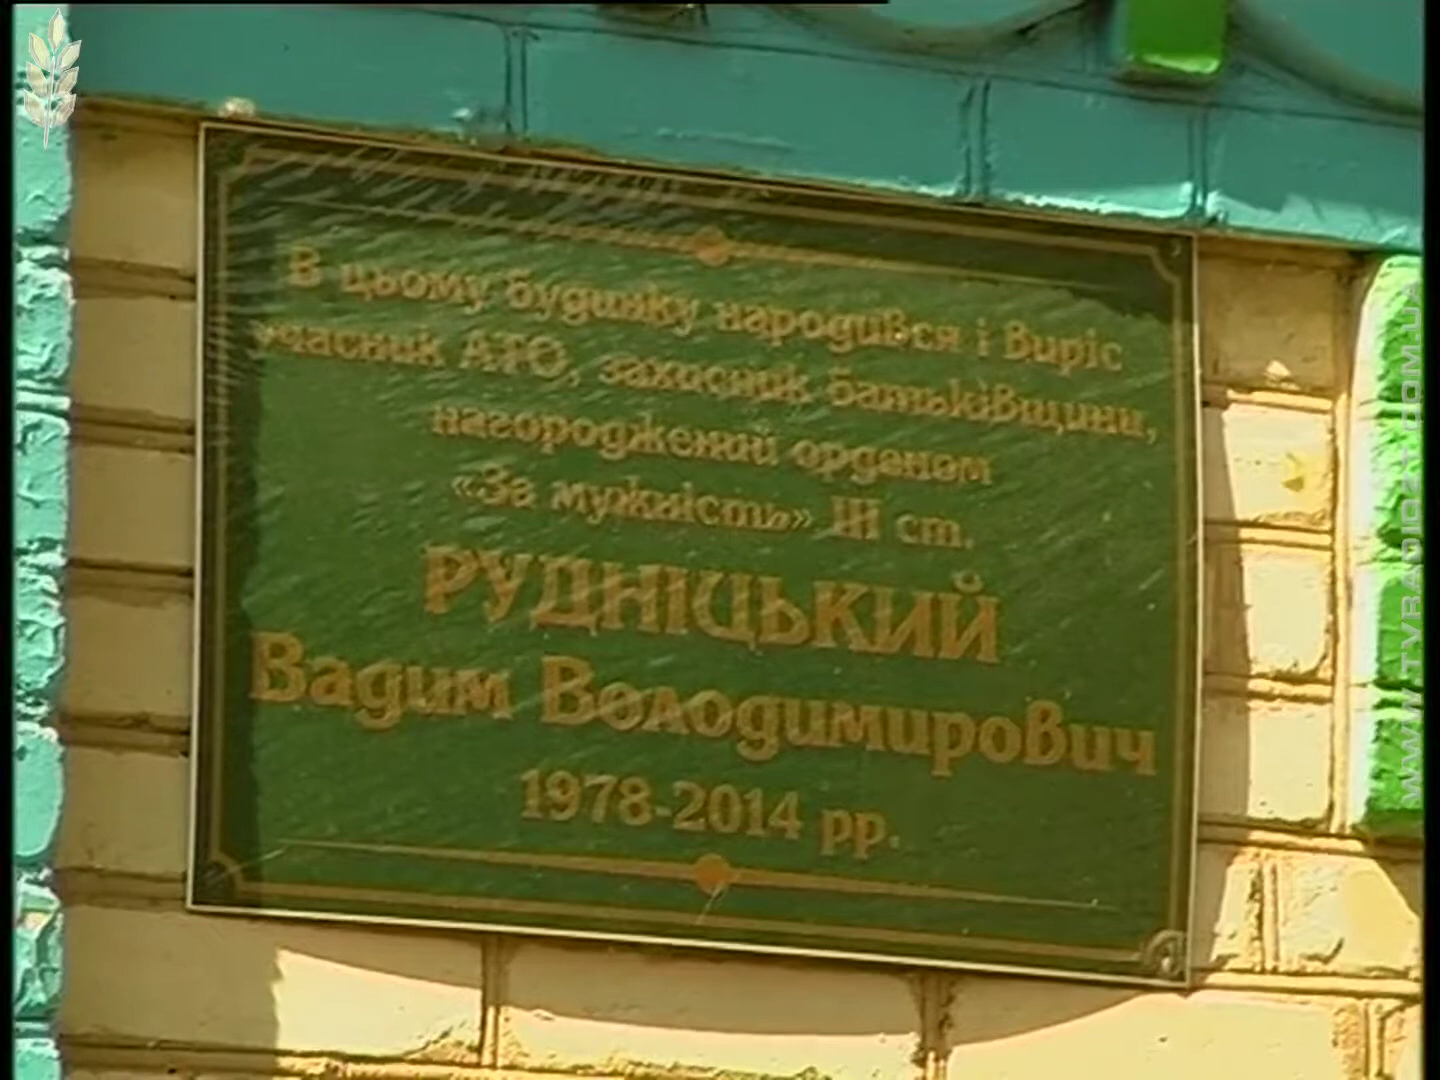 В цьому будинку народився і виріс
учасник АТО, захисник батьківщини,
нагороджений орденом
«За мужність» III ст.
РУДНІЦЬКИЙ
Вадим Володимирович
1978-2014 рр.
WWW.TVRADIOZT.COM.UA